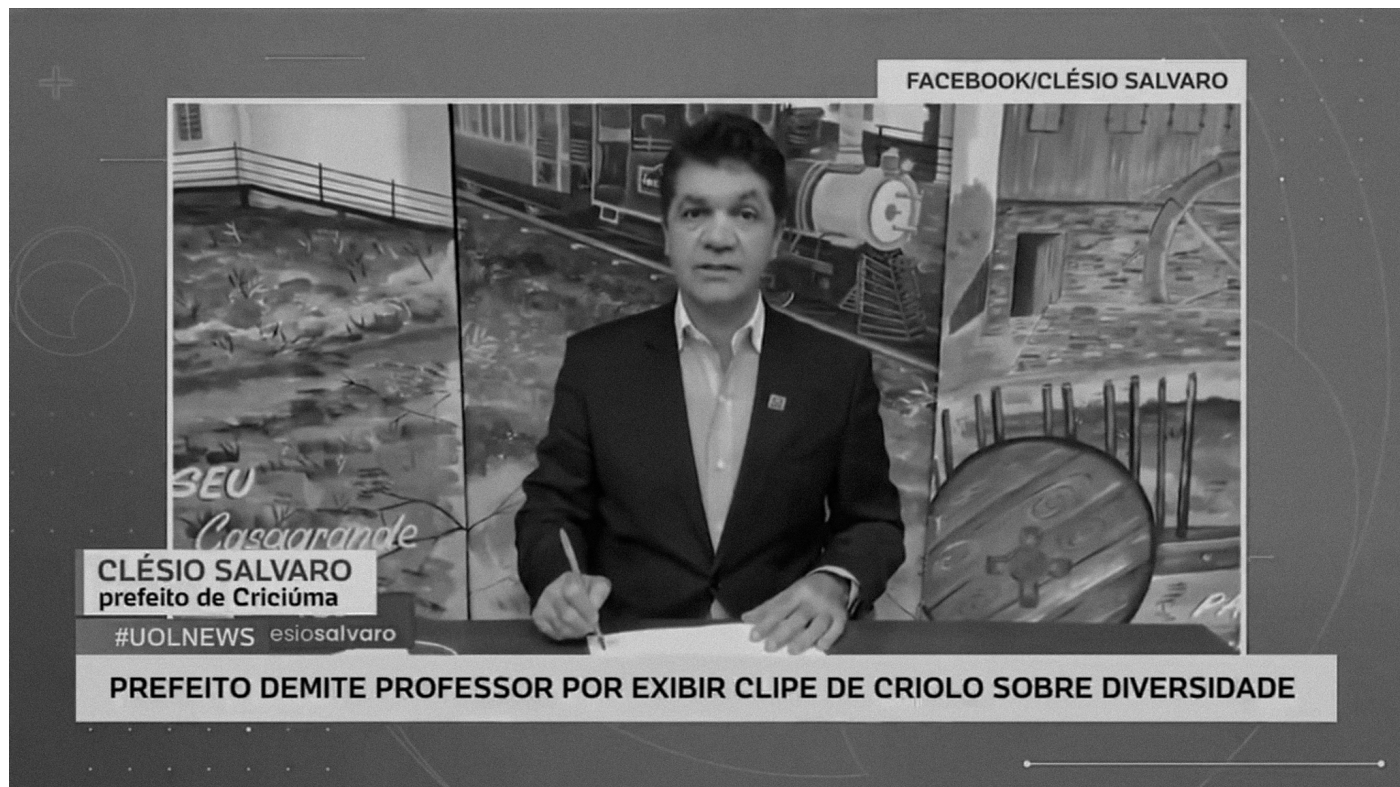 FACEBOOK/CLÉSIO SALVARO
SEU
Casagrande
CLÉSIO SALVARO
prefeito de Criciúma
#UOLNEWS esiosalvaro
PREFEITO DEMITE PROFESSOR POR EXIBIR CLIPE DE CRIOLO SOBRE DIVERSIDADE